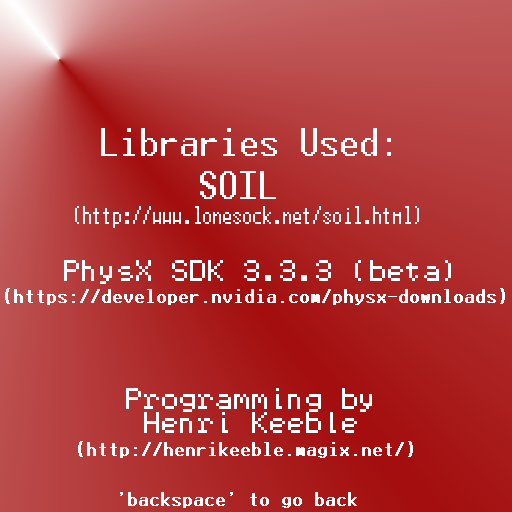 Libraries Used:
SOIL
(http://www.lonesock.net/soil.html)
PhysX SDK 3.3.3 (beta)
(https://developer.nvidia.com/physx-downloads)
Programming by
Henri Keeble
(http://henrikeeble.magix.net/)
'backspace' to go back